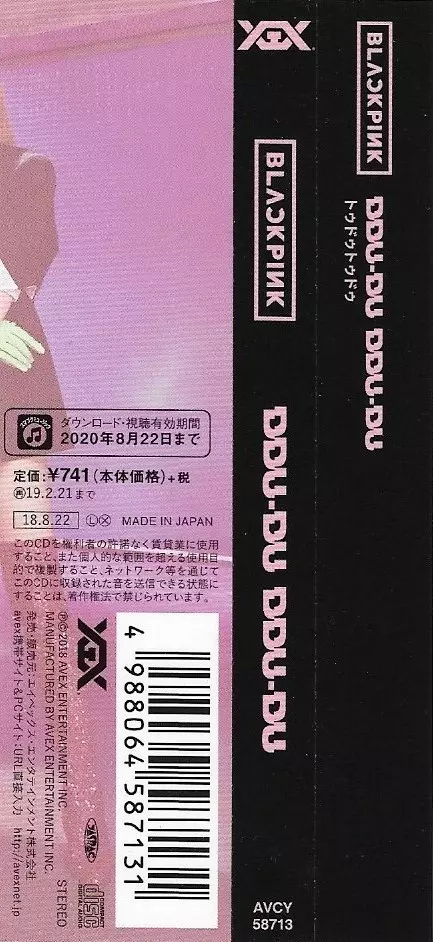 BLACKPINK
DDU-DU DDU-DU
トゥドゥトゥドゥ
YGEX
BLACKPINK
DDU-DU DDU-DU
AVCY
58713
ダウンロード・視聴有効期間
2020年8月22日まで
定価:¥741(本体価格)+税
再19.2.21まで
18.8.22 Ⓛ MADE IN JAPAN
このCDを権利者の許諾なく賃貸業に使用
すること、また個人的な範囲を超える使用目
的で複製すること、ネットワーク等を通じて
このCDに収録された音を送信できる状態に
することは、著作権法で禁じられています。
YGEX
4 988064 587131
℗©2018 AVEX ENTERTAINMENT INC.
MANUFACTURED BY AVEX ENTERTAINMENT INC.
発売・販売元:エイベックス・エンタテインメント株式会社
avex携帯サイト&PCサイト:URL直接入力 http://avexnet.jp
STEREO
JASRAC
COMPACT
disc
DIGITAL AUDIO